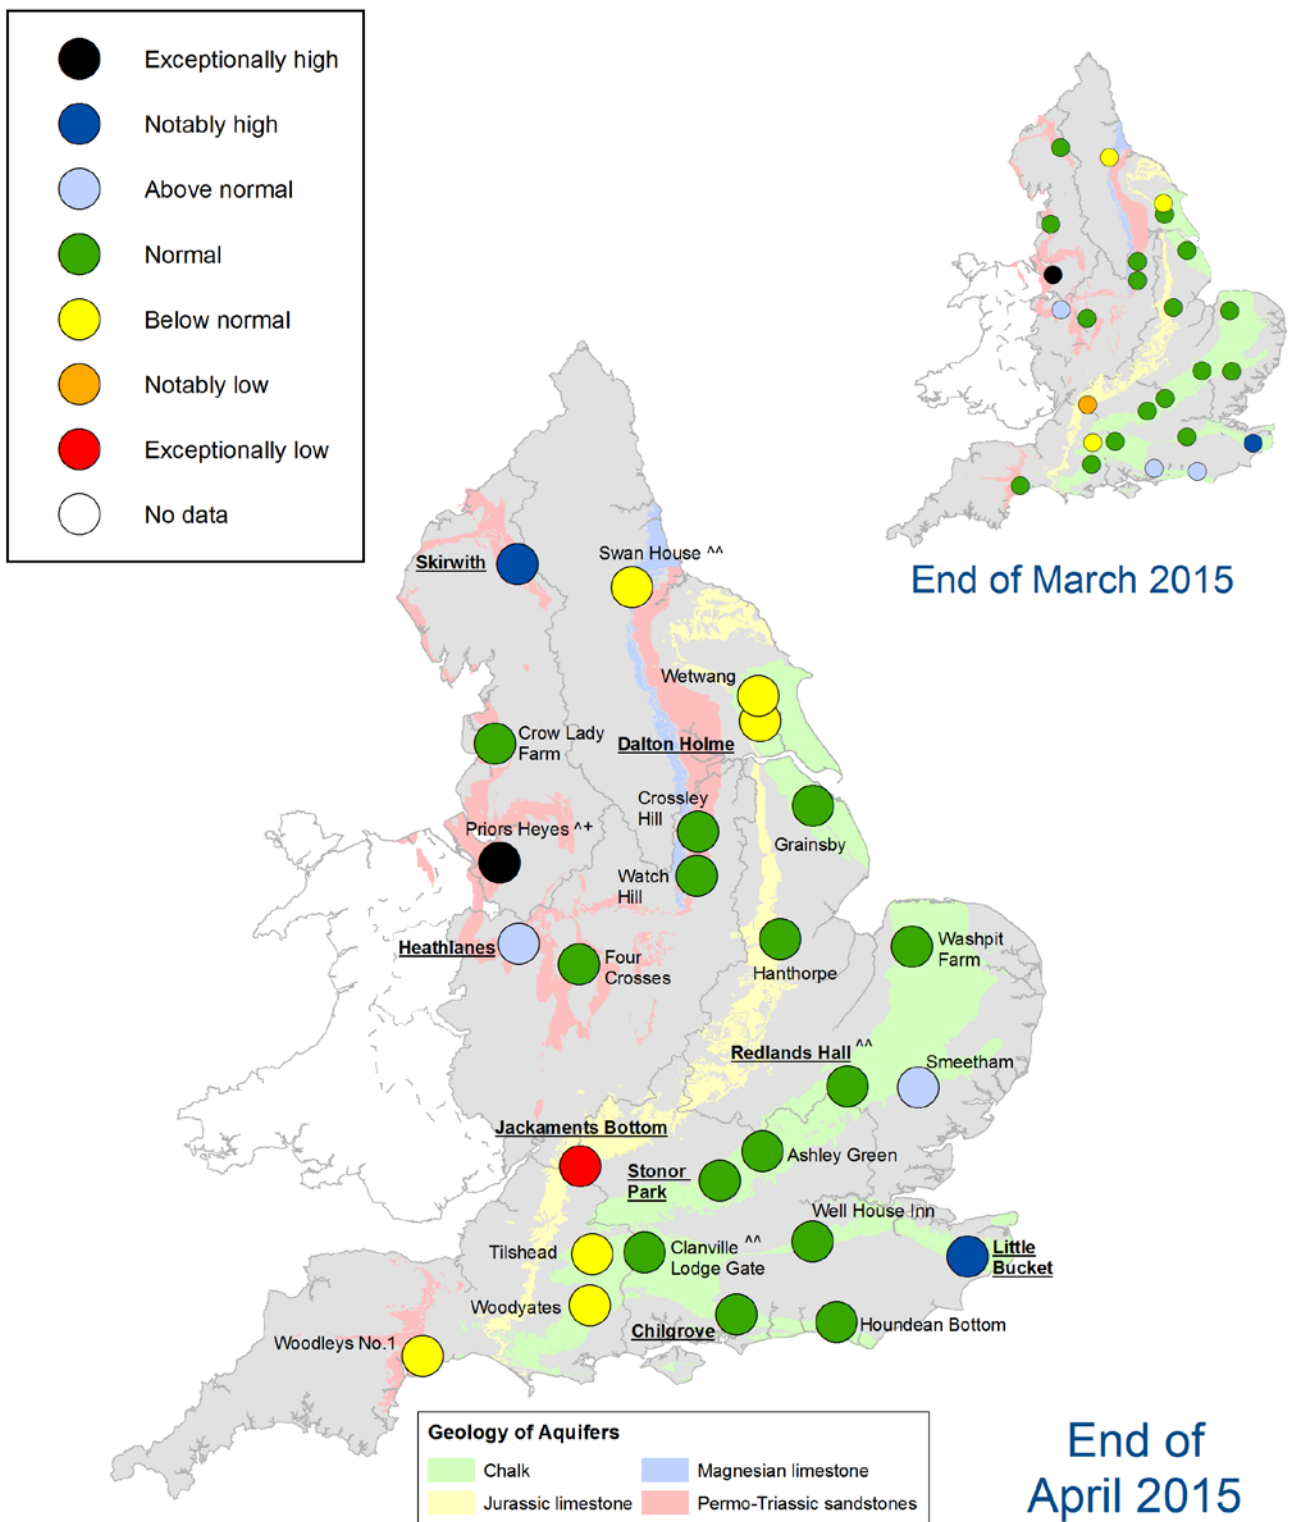 Exceptionally high
Notably high
Above normal
Normal
Below normal
Notably low
Exceptionally low
No data
End of March 2015
Skirwith
Swan House ^^
Wetwang
Crow Lady
Farm
Dalton Holme
Crossley
Hill
Priors Heyes ^+
Grainsby
Watch
Hill
Heathlanes
Four
Crosses
Hanthorpe
Washpit
Farm
Redlands Hall ^^
Smeetham
Jackaments Bottom
Stonor
Park
Ashley Green
Well House Inn
Tilshead
Clanville ^^
Lodge Gate
Little
Bucket
Woodyates
Chilgrove
Houndean Bottom
Woodleys No.1
Geology of Aquifers
Chalk
Magnesian limestone
Jurassic limestone
Permo-Triassic sandstones
End of
April 2015